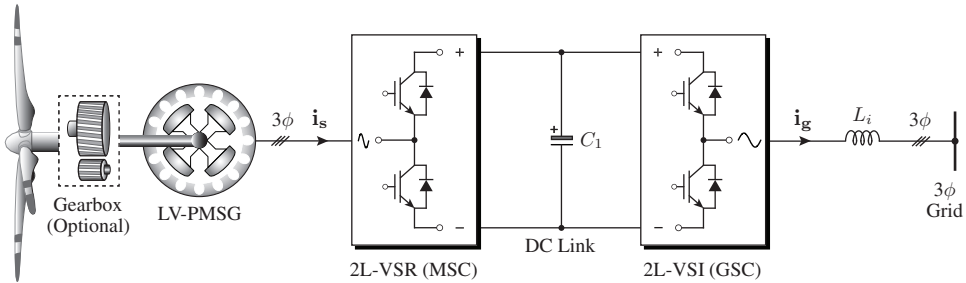 Gearbox
(Optional)
LV-PMSG
3ϕ
i_s
+
−
2L-VSR (MSC)
+
C_1
DC Link
+
−
2L-VSI (GSC)
i_g
L_i
3ϕ
3ϕ
Grid